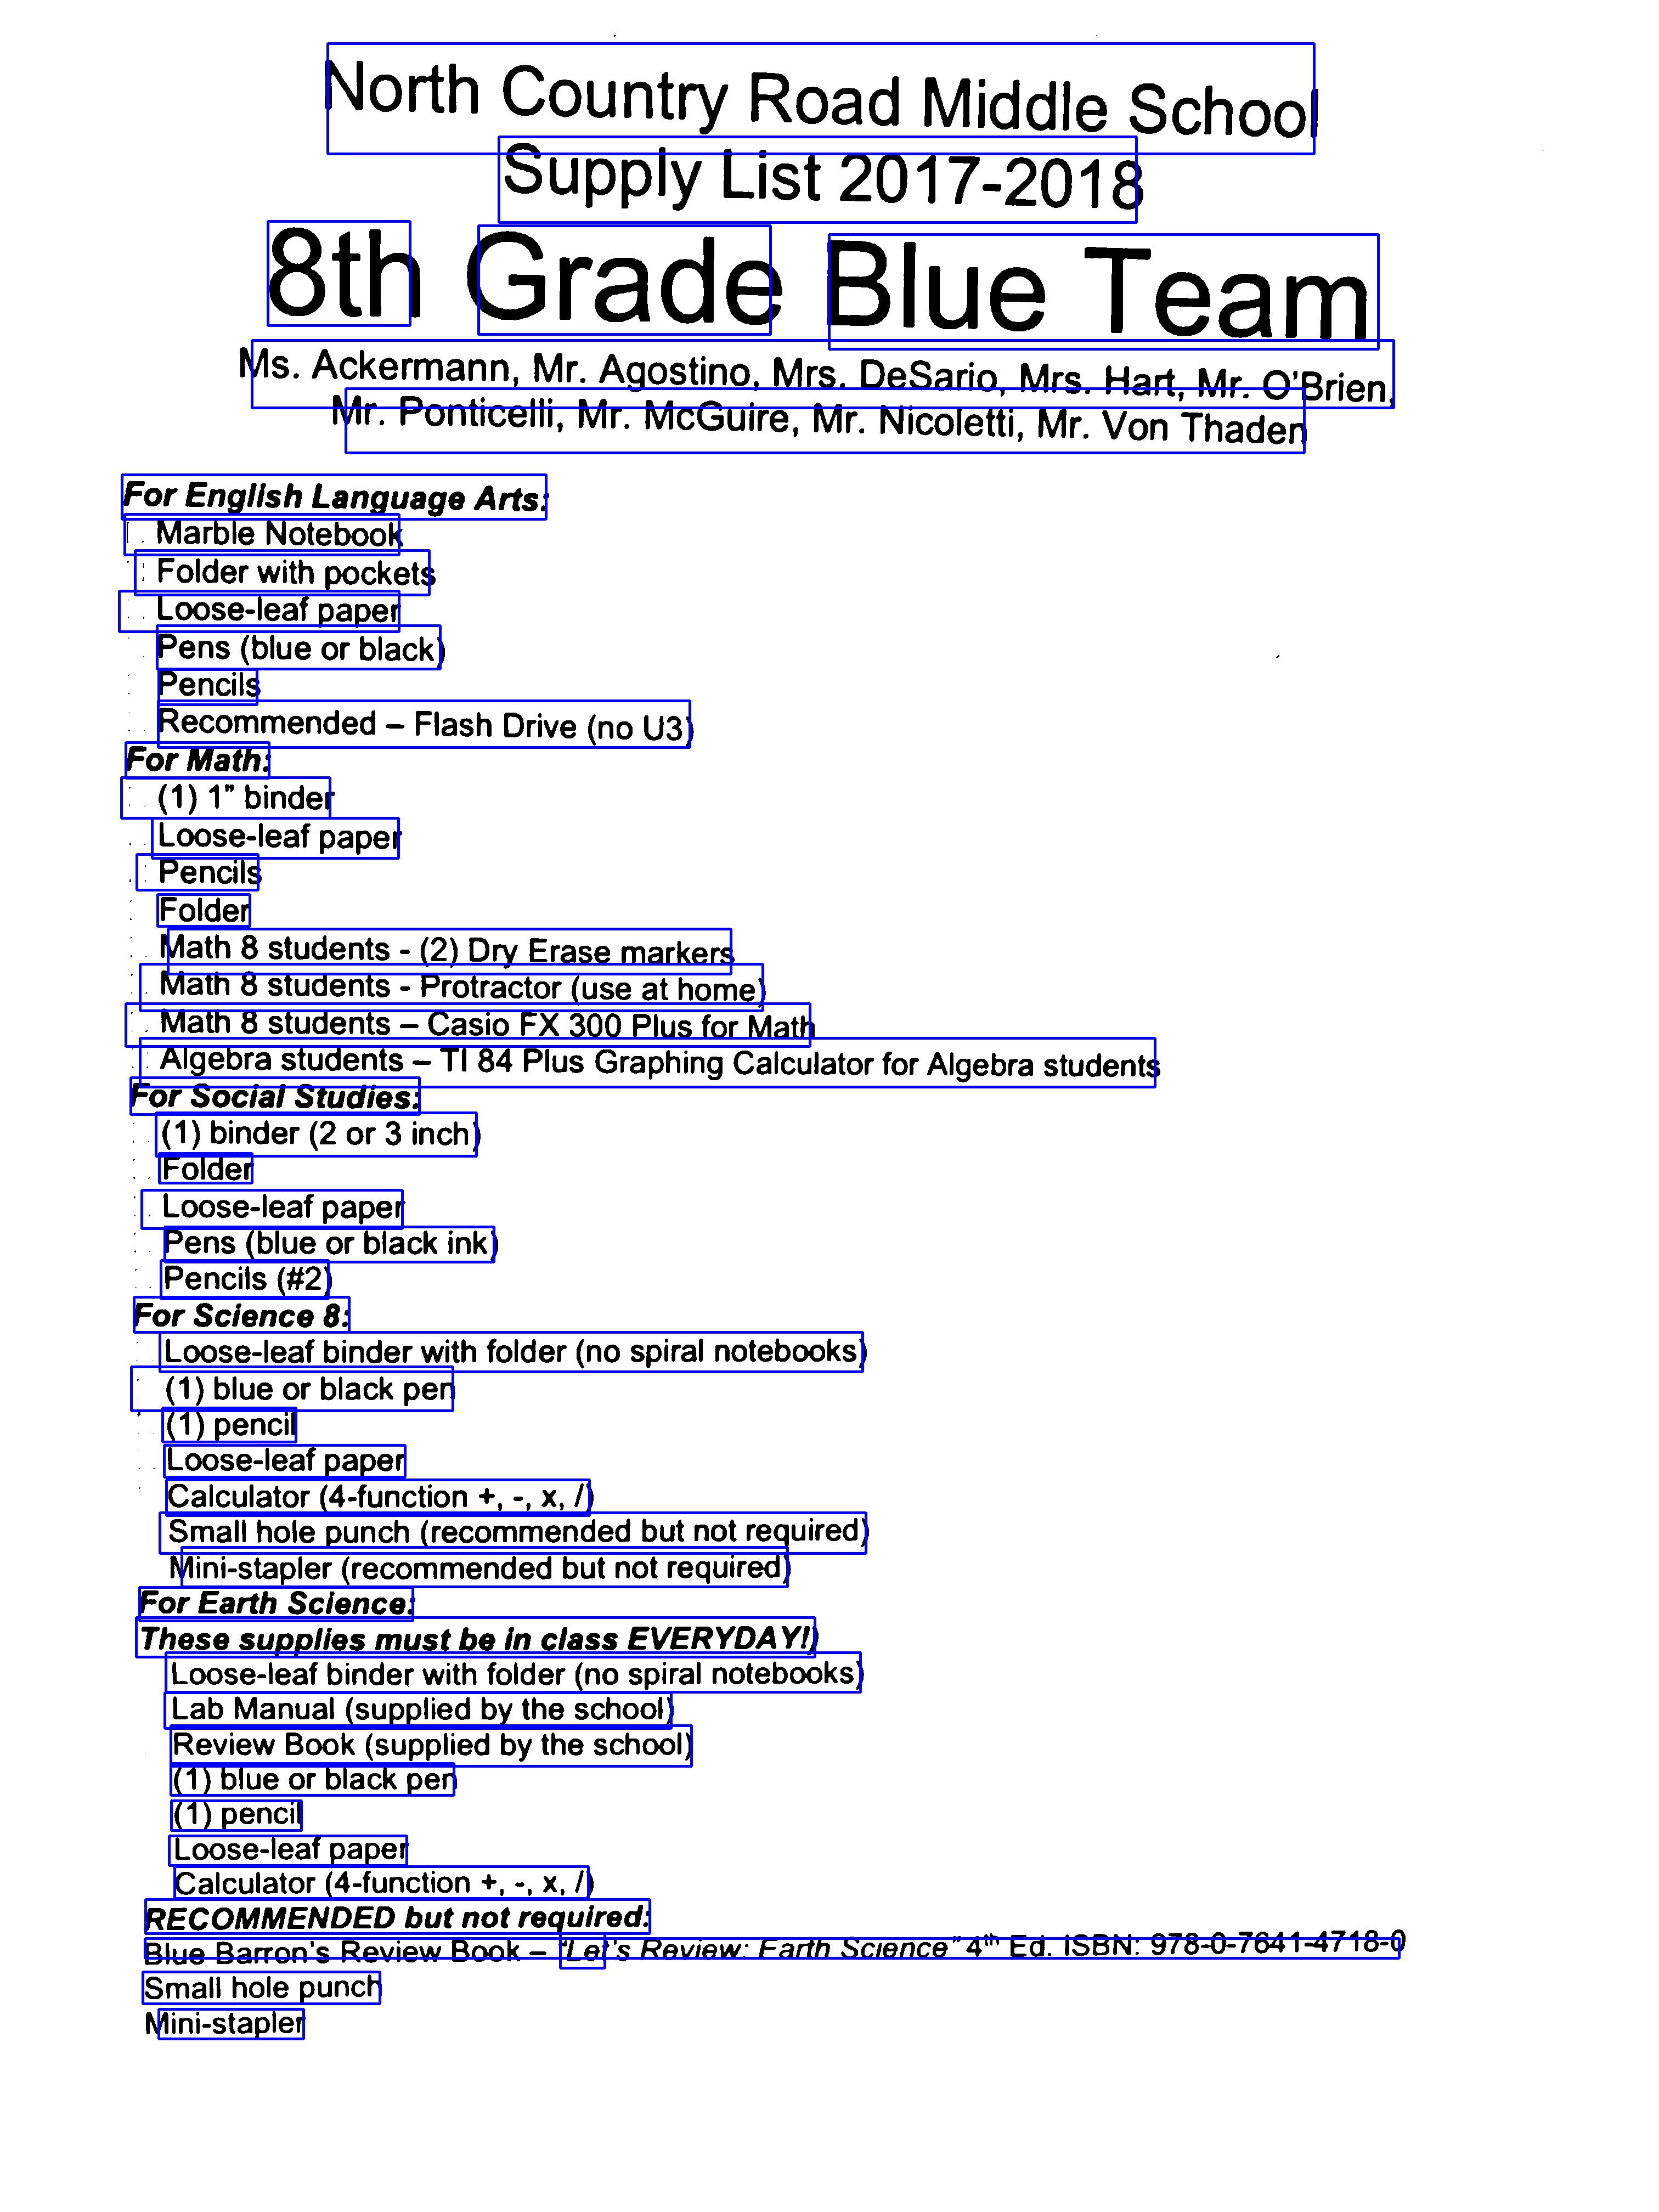 North Country Road Middle School
Supply List 2017-2018
8th Grade Blue Team
Ms. Ackermann, Mr. Agostino, Mrs. DeSario, Mrs. Hart, Mr. O'Brien,
Mr. Ponticelli, Mr. McGuire, Mr. Nicoletti, Mr. Von Thaden
For English Language Arts:
Marble Notebook
Folder with pockets
Loose-leaf paper
Pens (blue or black)
Pencils
Recommended – Flash Drive (no U3)
For Math:
(1) 1” binder
Loose-leaf paper
Pencils
Folder
Math 8 students - (2) Dry Erase markers
Math 8 students - Protractor (use at home)
Math 8 students – Casio FX 300 Plus for Math
Algebra students – TI 84 Plus Graphing Calculator for Algebra students
For Social Studies:
(1) binder (2 or 3 inch)
Folder
Loose-leaf paper
Pens (blue or black ink)
Pencils (#2)
For Science 8:
Loose-leaf binder with folder (no spiral notebooks)
(1) blue or black pen
(1) pencil
Loose-leaf paper
Calculator (4-function +, -, x, /)
Small hole punch (recommended but not required)
Mini-stapler (recommended but not required)
For Earth Science:
These supplies must be in class EVERYDAY!)
Loose-leaf binder with folder (no spiral notebooks)
Lab Manual (supplied by the school)
Review Book (supplied by the school)
(1) blue or black pen
(1) pencil
Loose-leaf paper
Calculator (4-function +, -, x, /)
RECOMMENDED but not required:
Blue Barron's Review Book – “Let's Review: Earth Science” 4th Ed. ISBN: 978-0-7641-4718-0
Small hole punch
Mini-stapler